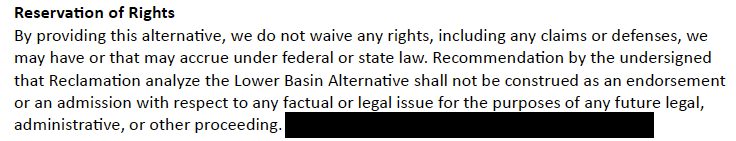 Reservation of Rights
By providing this alternative, we do not waive any rights, including any claims or defenses, we
may have or that may accrue under federal or state law. Recommendation by the undersigned
that Reclamation analyze the Lower Basin Alternative shall not be construed as an endorsement
or an admission with respect to any factual or legal issue for the purposes of any future legal,
administrative, or other proceeding.